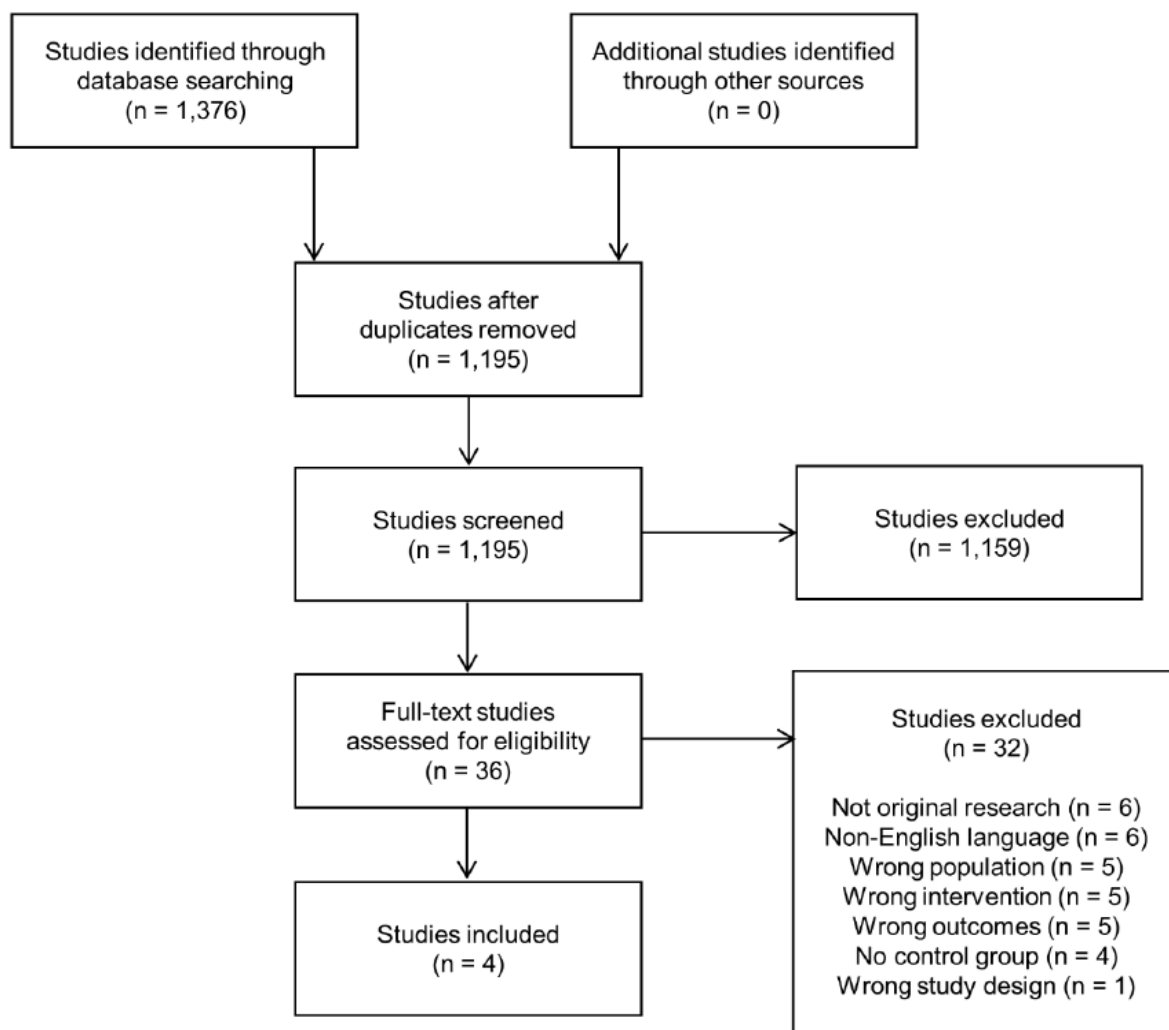 Studies identified through
database searching
(n = 1,376)
Additional studies identified
through other sources
(n = 0)
Studies after
duplicates removed
(n = 1,195)
Studies screened
(n = 1,195)
Studies excluded
(n = 1,159)
Full-text studies
assessed for eligibility
(n = 36)
Studies excluded
(n = 32)
Not original research (n = 6)
Non-English language (n = 6)
Wrong population (n = 5)
Wrong intervention (n = 5)
Wrong outcomes (n = 5)
No control group (n = 4)
Wrong study design (n = 1)
Studies included
(n = 4)